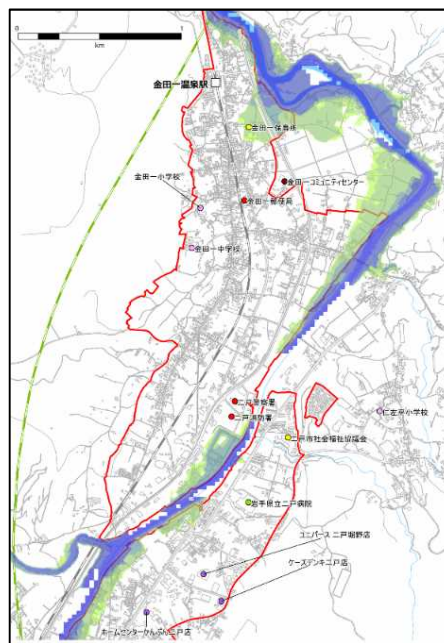 km
金田一温泉駅
金田一保育所
金田一コミュニティセンター
金田一小学校
金田一郵便局
金田一中学校
二戸警察署
二戸消防署
仁左平小学校
二戸市社会福祉協議会
岩手県立二戸病院
ユニバース 二戸堀野店
ケーズデンキ二戸店
ホームセンターかんぶん二戸店